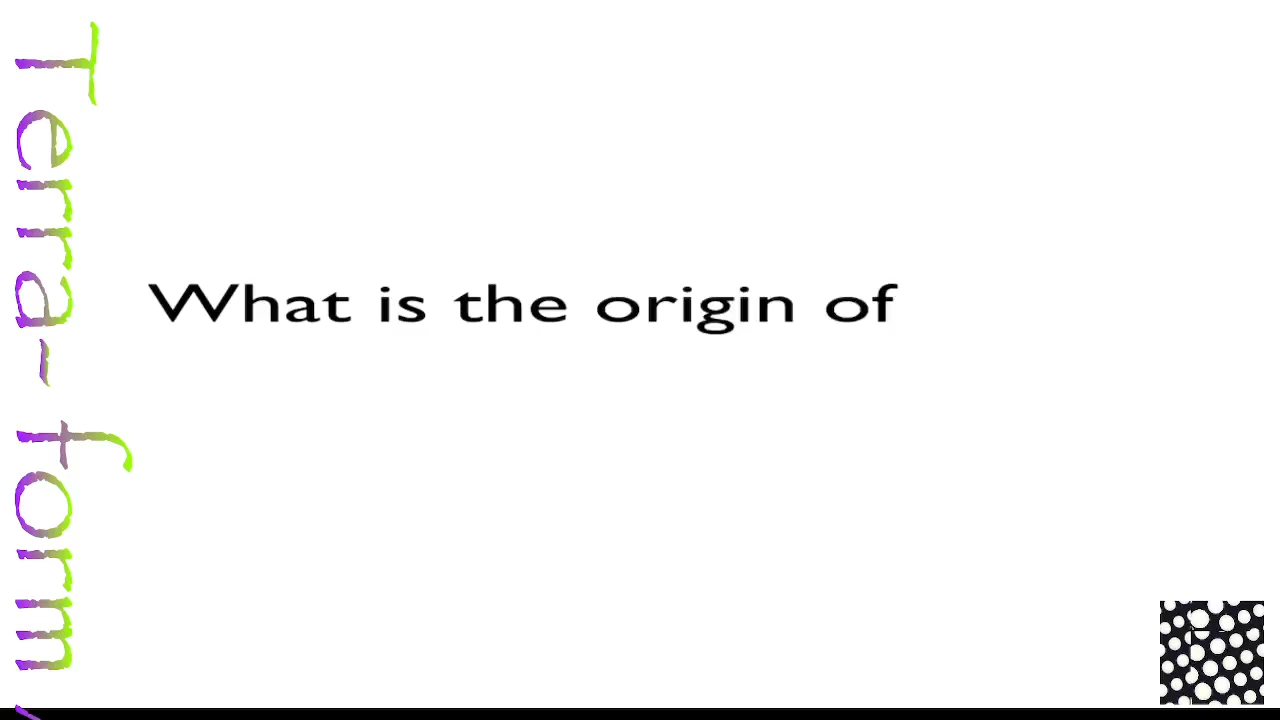 Terra-form
What is the origin of